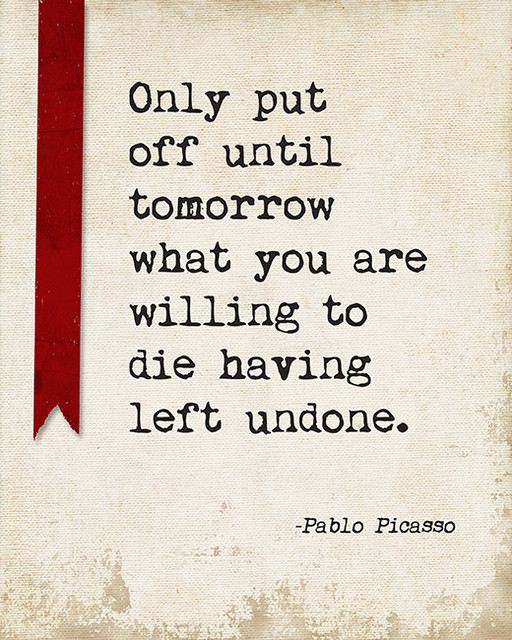 Only put
off until
tomorrow
what you are
willing to
die having
left undone.
-Pablo Picasso